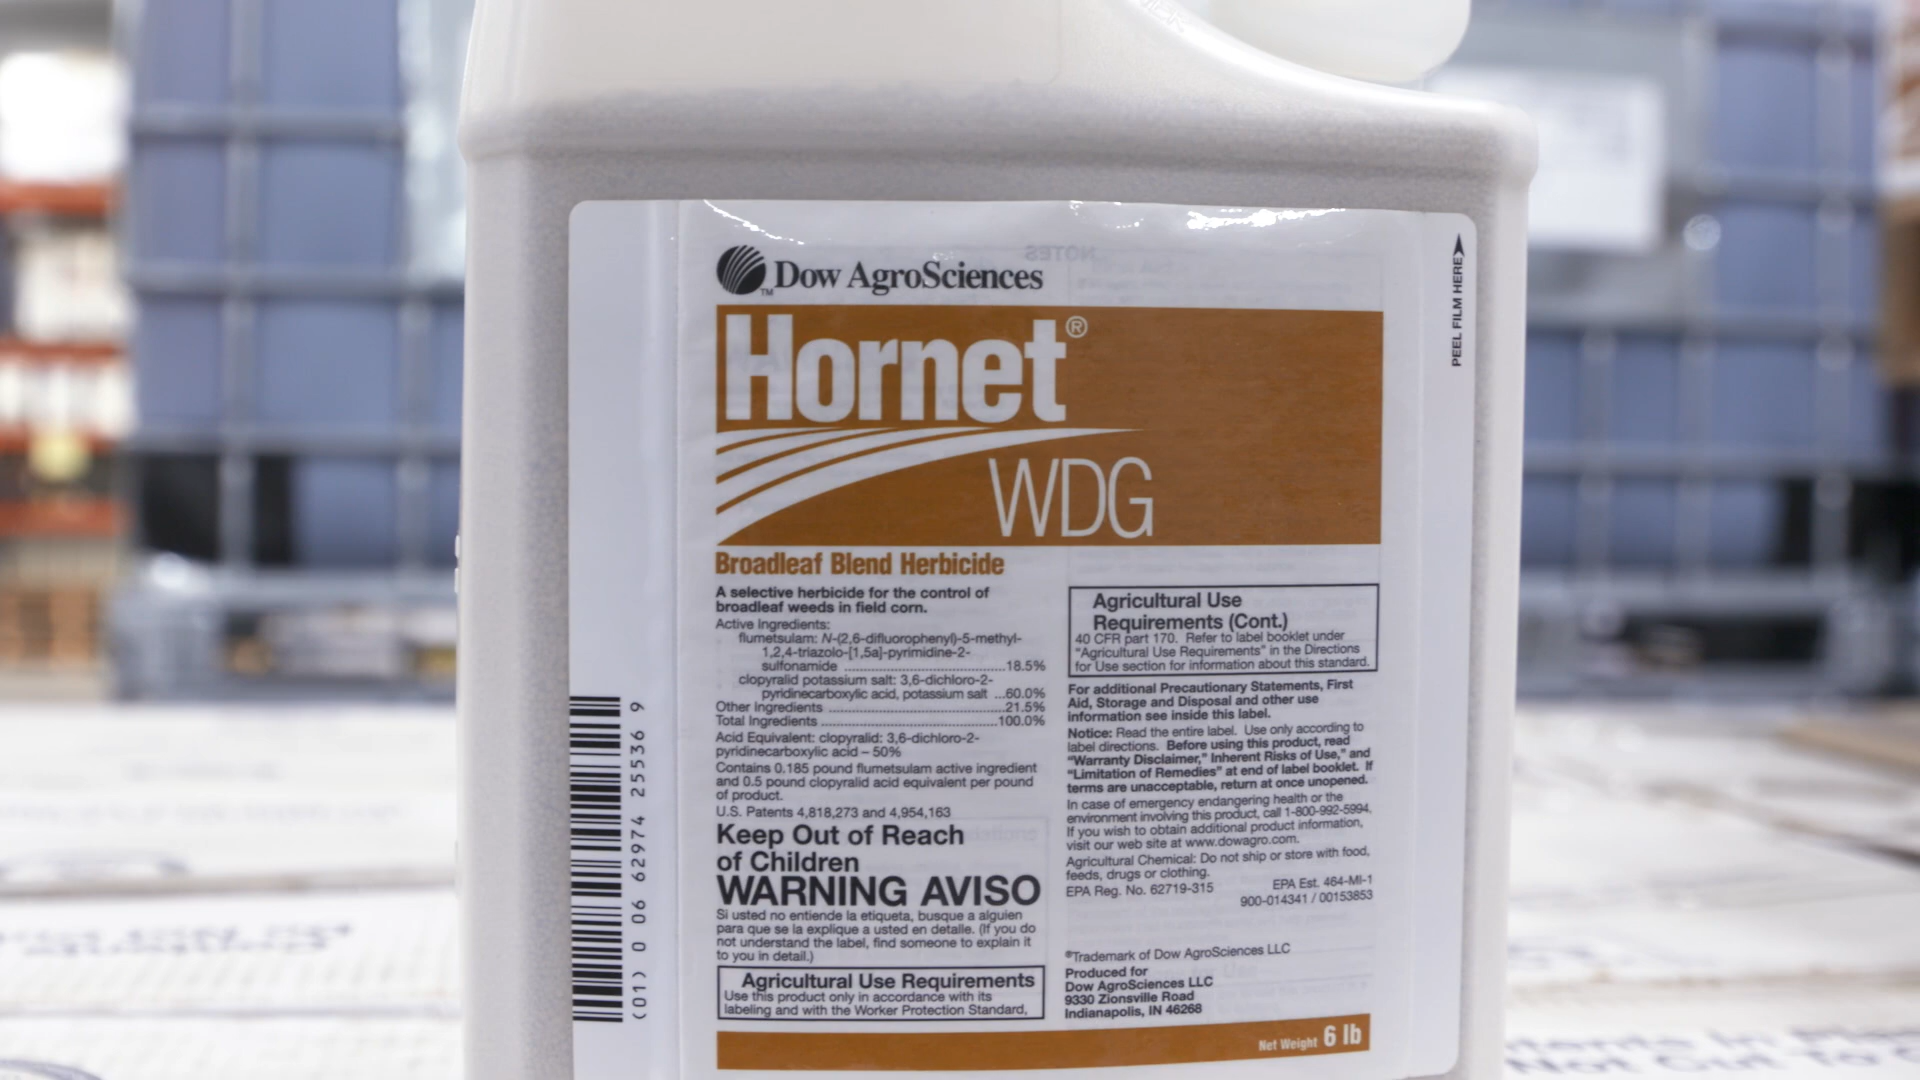 Dow AgroSciences
TM
Hornet®
WDG
Broadleaf Blend Herbicide
A selective herbicide for the control of
broadleaf weeds in field corn.
Active Ingredients:
flumetsulam: N-(2,6-difluorophenyl)-5-methyl-
1,2,4-triazolo-[1,5a]-pyrimidine-2-
sulfonamide ........................................18.5%
clopyralid potassium salt: 3,6-dichloro-2-
pyridinecarboxylic acid, potassium salt ...60.0%
Other Ingredients ............................................21.5%
Total Ingredients ............................................100.0%
Acid Equivalent: clopyralid: 3,6-dichloro-2-
pyridinecarboxylic acid – 50%
Contains 0.185 pound flumetsulam active ingredient
and 0.5 pound clopyralid acid equivalent per pound
of product.
U.S. Patents 4,818,273 and 4,954,163
Keep Out of Reach
of Children
WARNING AVISO
Si usted no entiende la etiqueta, busque a alguien
para que se la explique a usted en detalle. (If you do
not understand the label, find someone to explain it
to you in detail.)
Agricultural Use Requirements
Use this product only in accordance with its
labeling and with the Worker Protection Standard,
Agricultural Use
Requirements (Cont.)
40 CFR part 170. Refer to label booklet under
"Agricultural Use Requirements" in the Directions
for Use section for information about this standard.
For additional Precautionary Statements, First
Aid, Storage and Disposal and other use
information see inside this label.
Notice: Read the entire label. Use only according to
label directions. Before using this product, read
"Warranty Disclaimer," Inherent Risks of Use," and
"Limitation of Remedies" at end of label booklet. If
terms are unacceptable, return at once unopened.
In case of emergency endangering health or the
environment involving this product, call 1-800-992-5994.
If you wish to obtain additional product information,
visit our web site at www.dowagro.com.
Agricultural Chemical: Do not ship or store with food,
feeds, drugs or clothing.
EPA Reg. No. 62719-315 EPA Est. 464-MI-1
900-014341 / 00153853
®Trademark of Dow AgroSciences LLC
Produced for
Dow AgroSciences LLC
9330 Zionsville Road
Indianapolis, IN 46268
Net Weight 6 lb
PEEL FILM HERE
(01) 0 06 62974 25536 9
NOTES